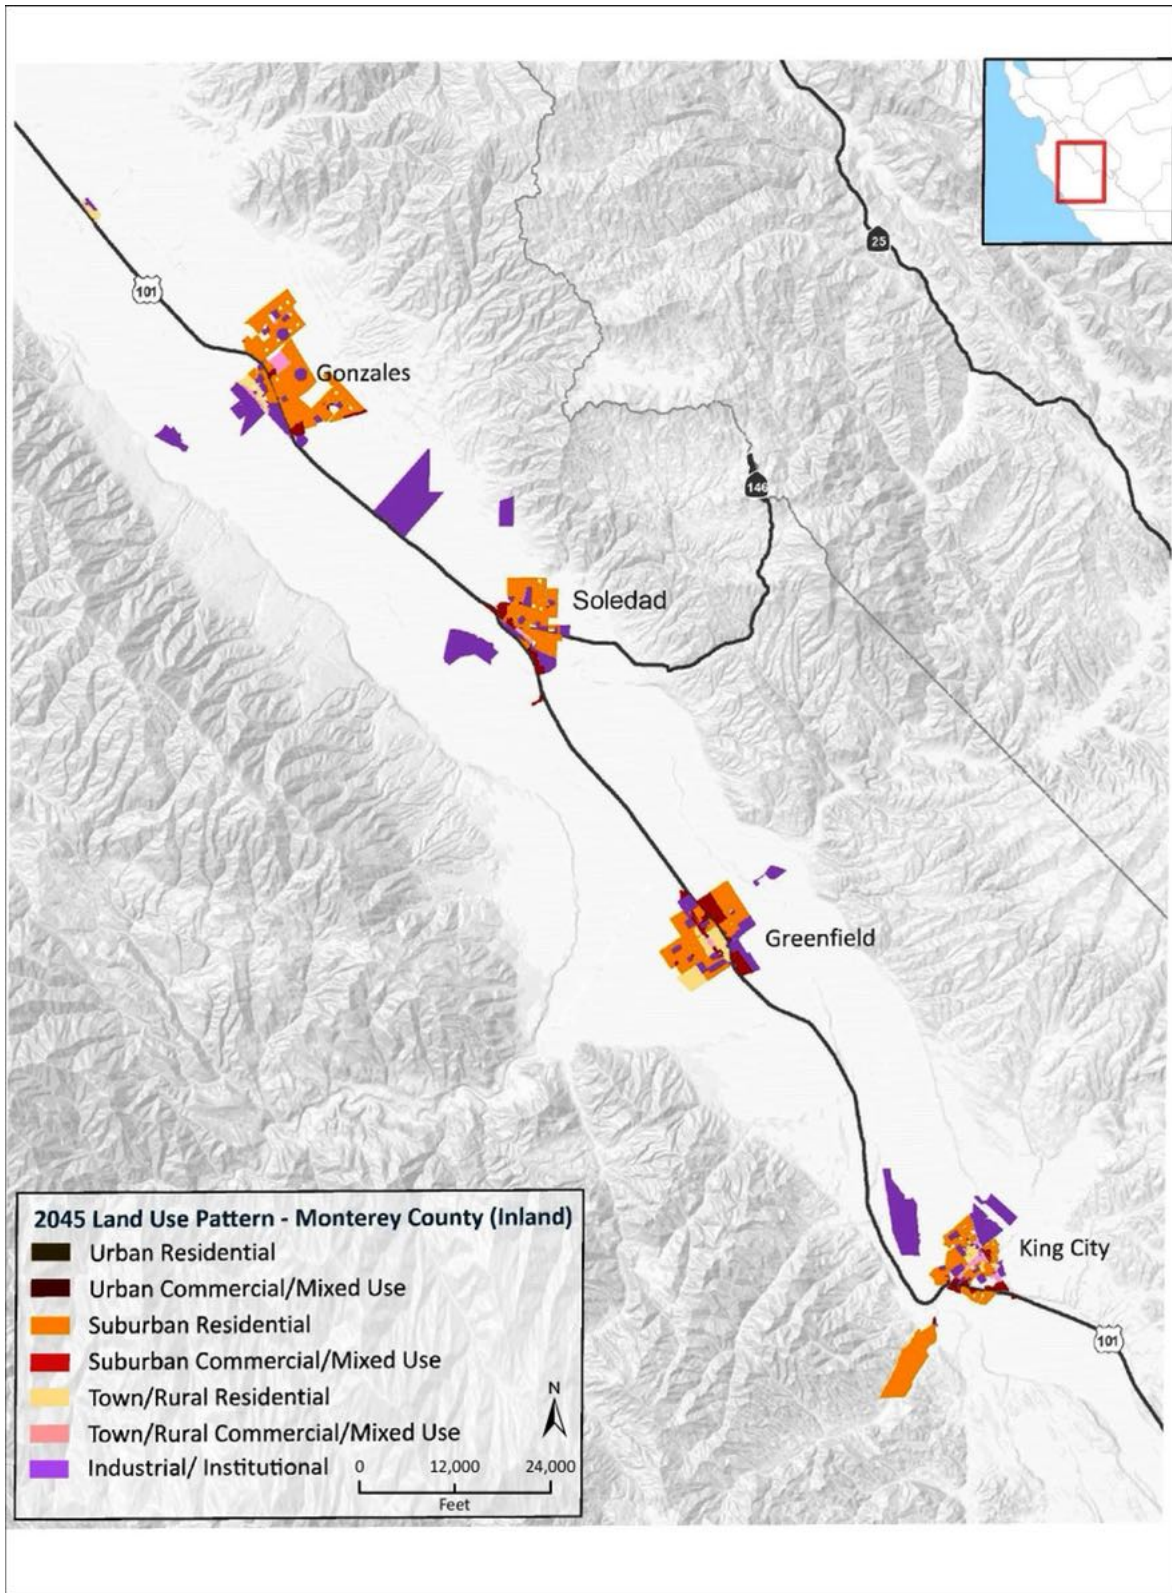 25
101
Gonzales
146
Soledad
Greenfield
King City
101
2045 Land Use Pattern - Monterey County (Inland)
Urban Residential
Urban Commercial/Mixed Use
Suburban Residential
Suburban Commercial/Mixed Use
Town/Rural Residential
Town/Rural Commercial/Mixed Use
Industrial/ Institutional
N
0 12,000 24,000
Feet